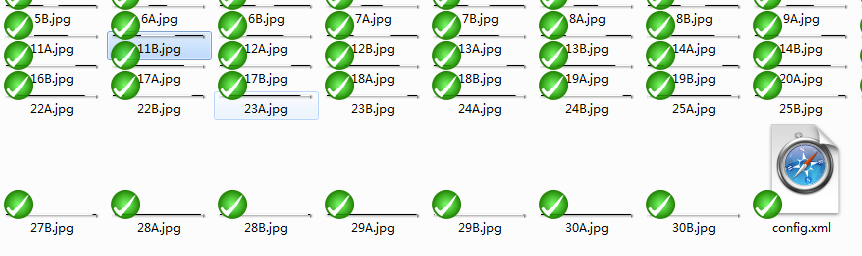 5B.jpg 6A.jpg 6B.jpg 7A.jpg 7B.jpg 8A.jpg 8B.jpg 9A.jpg
11A.jpg 11B.jpg 12A.jpg 12B.jpg 13A.jpg 13B.jpg 14A.jpg 14B.jpg
16B.jpg 17A.jpg 17B.jpg 18A.jpg 18B.jpg 19A.jpg 19B.jpg 20A.jpg
22A.jpg 22B.jpg 23A.jpg 23B.jpg 24A.jpg 24B.jpg 25A.jpg 25B.jpg
27B.jpg 28A.jpg 28B.jpg 29A.jpg 29B.jpg 30A.jpg 30B.jpg config.xml